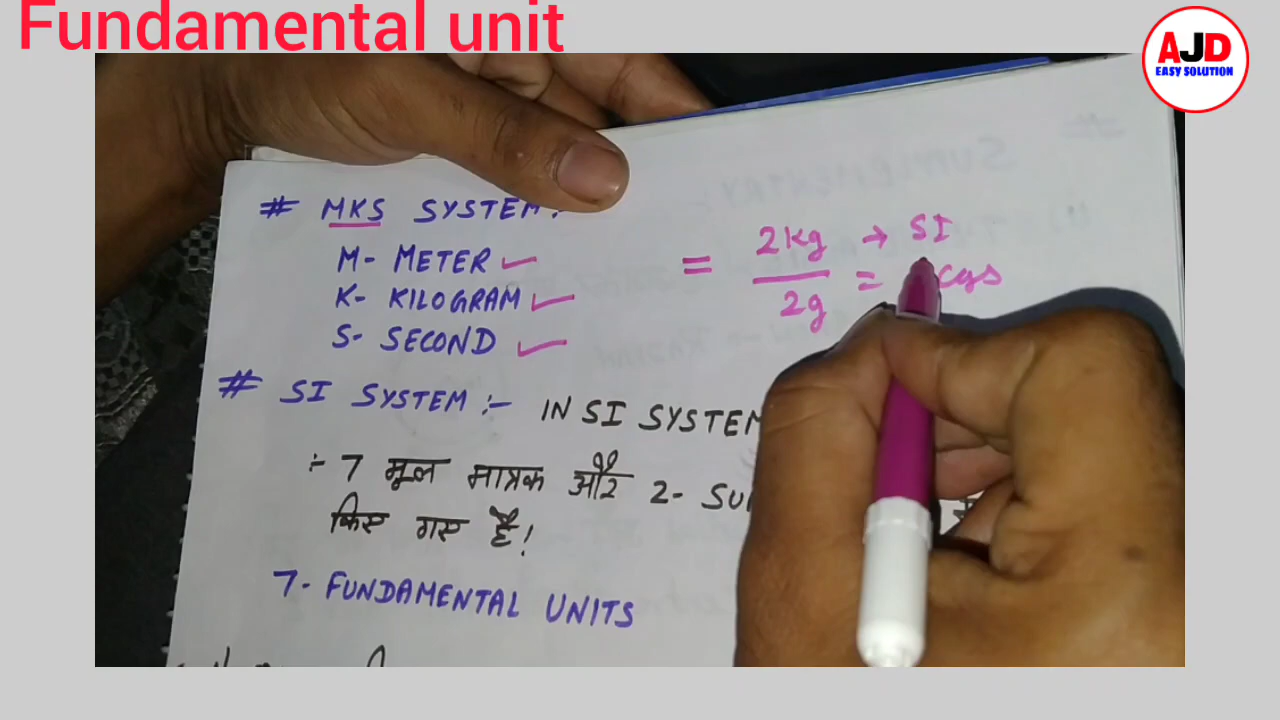 Fundamental unit
AJD
EASY SOLUTION
# MKS SYSTEM:-
M- METER
K- KILOGRAM
S- SECOND
= 2kg → SI
2g = cgs
# SI SYSTEM :- IN SI SYSTEM
:- 7 मूल मात्रक और 2-
किए गए है!
7- FUNDAMENTAL UNITS